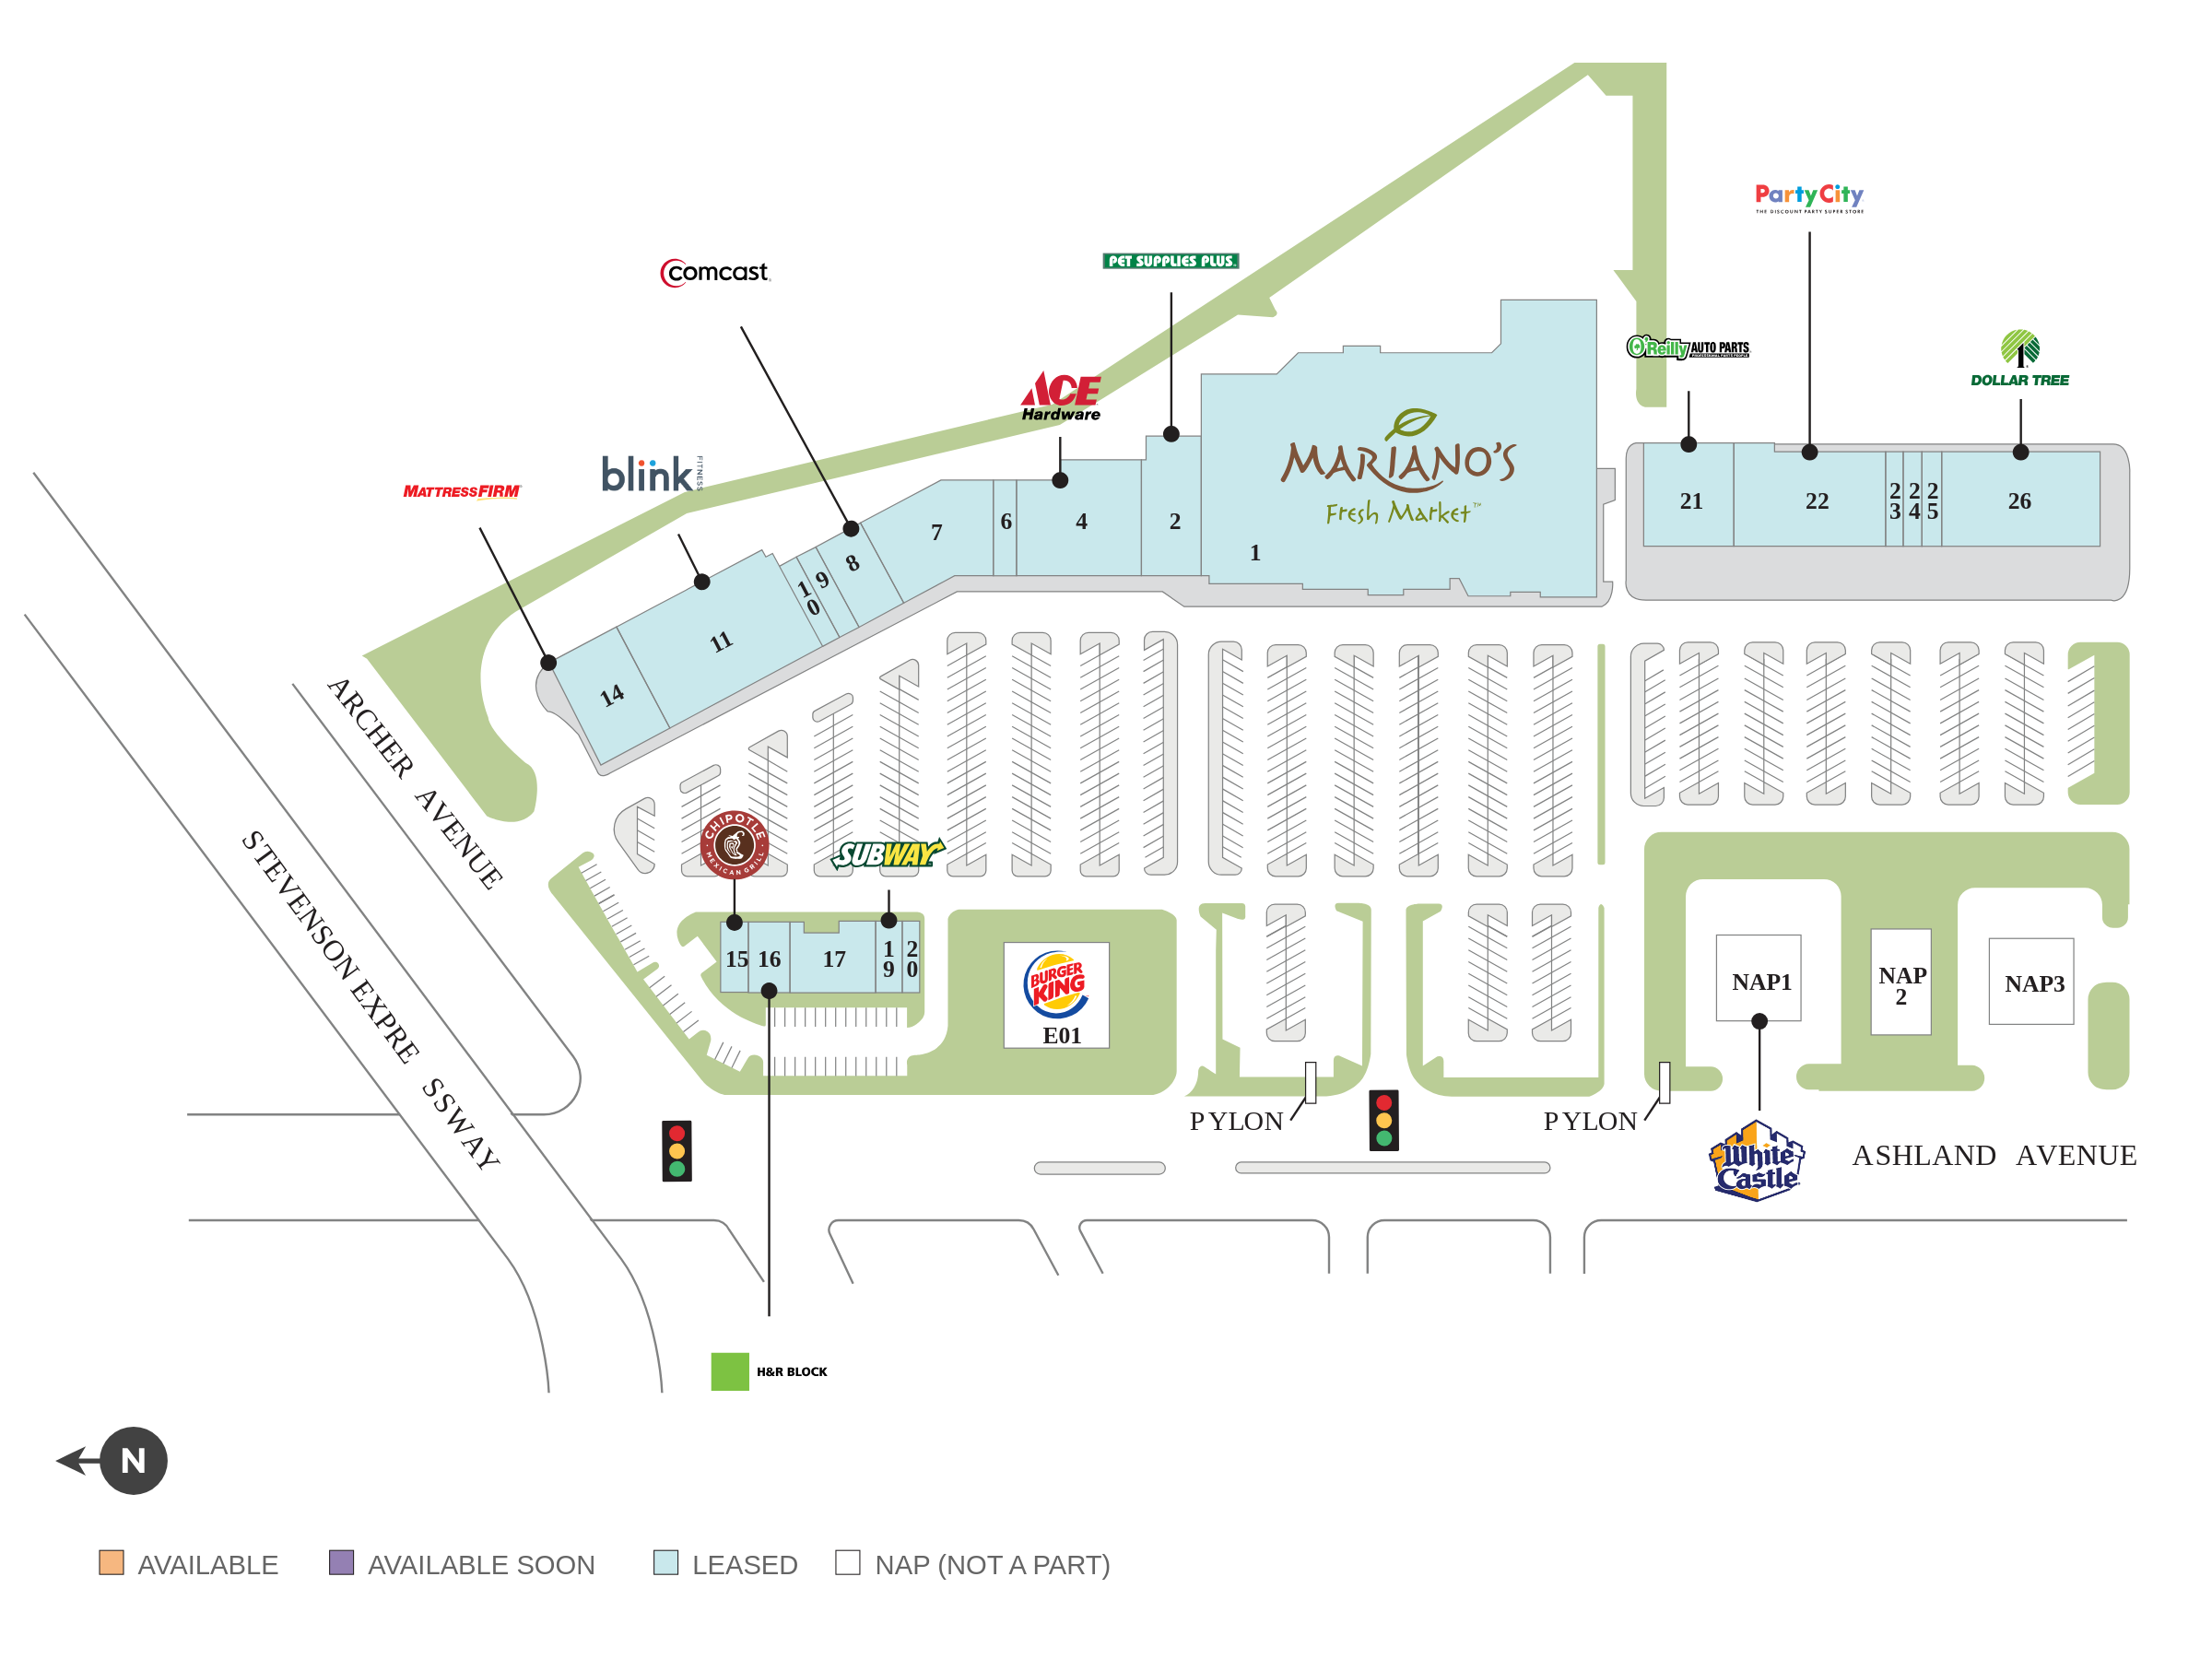 PartyCity
THE DISCOUNT PARTY SUPER STORE
comcast
PET SUPPLIES PLUS
O'Reilly AUTO PARTS
DOLLAR TREE
ACE
Hardware
blink
FITNESS
MATTRESSFIRM
MARIANO'S
Fresh Market™
14
11
10
9
8
7
6
4
2
1
21
22
23
24
25
26
ARCHER AVENUE
STEVENSON EXPRE SSWAY
CHIPOTLE
MEXICAN GRILL
SUBWAY
15
16
17
19
20
BURGER
KING
E01
NAP1
NAP
2
NAP3
PYLON
PYLON
White
Castle
ASHLAND AVENUE
H&R BLOCK
N
AVAILABLE
AVAILABLE SOON
LEASED
NAP (NOT A PART)